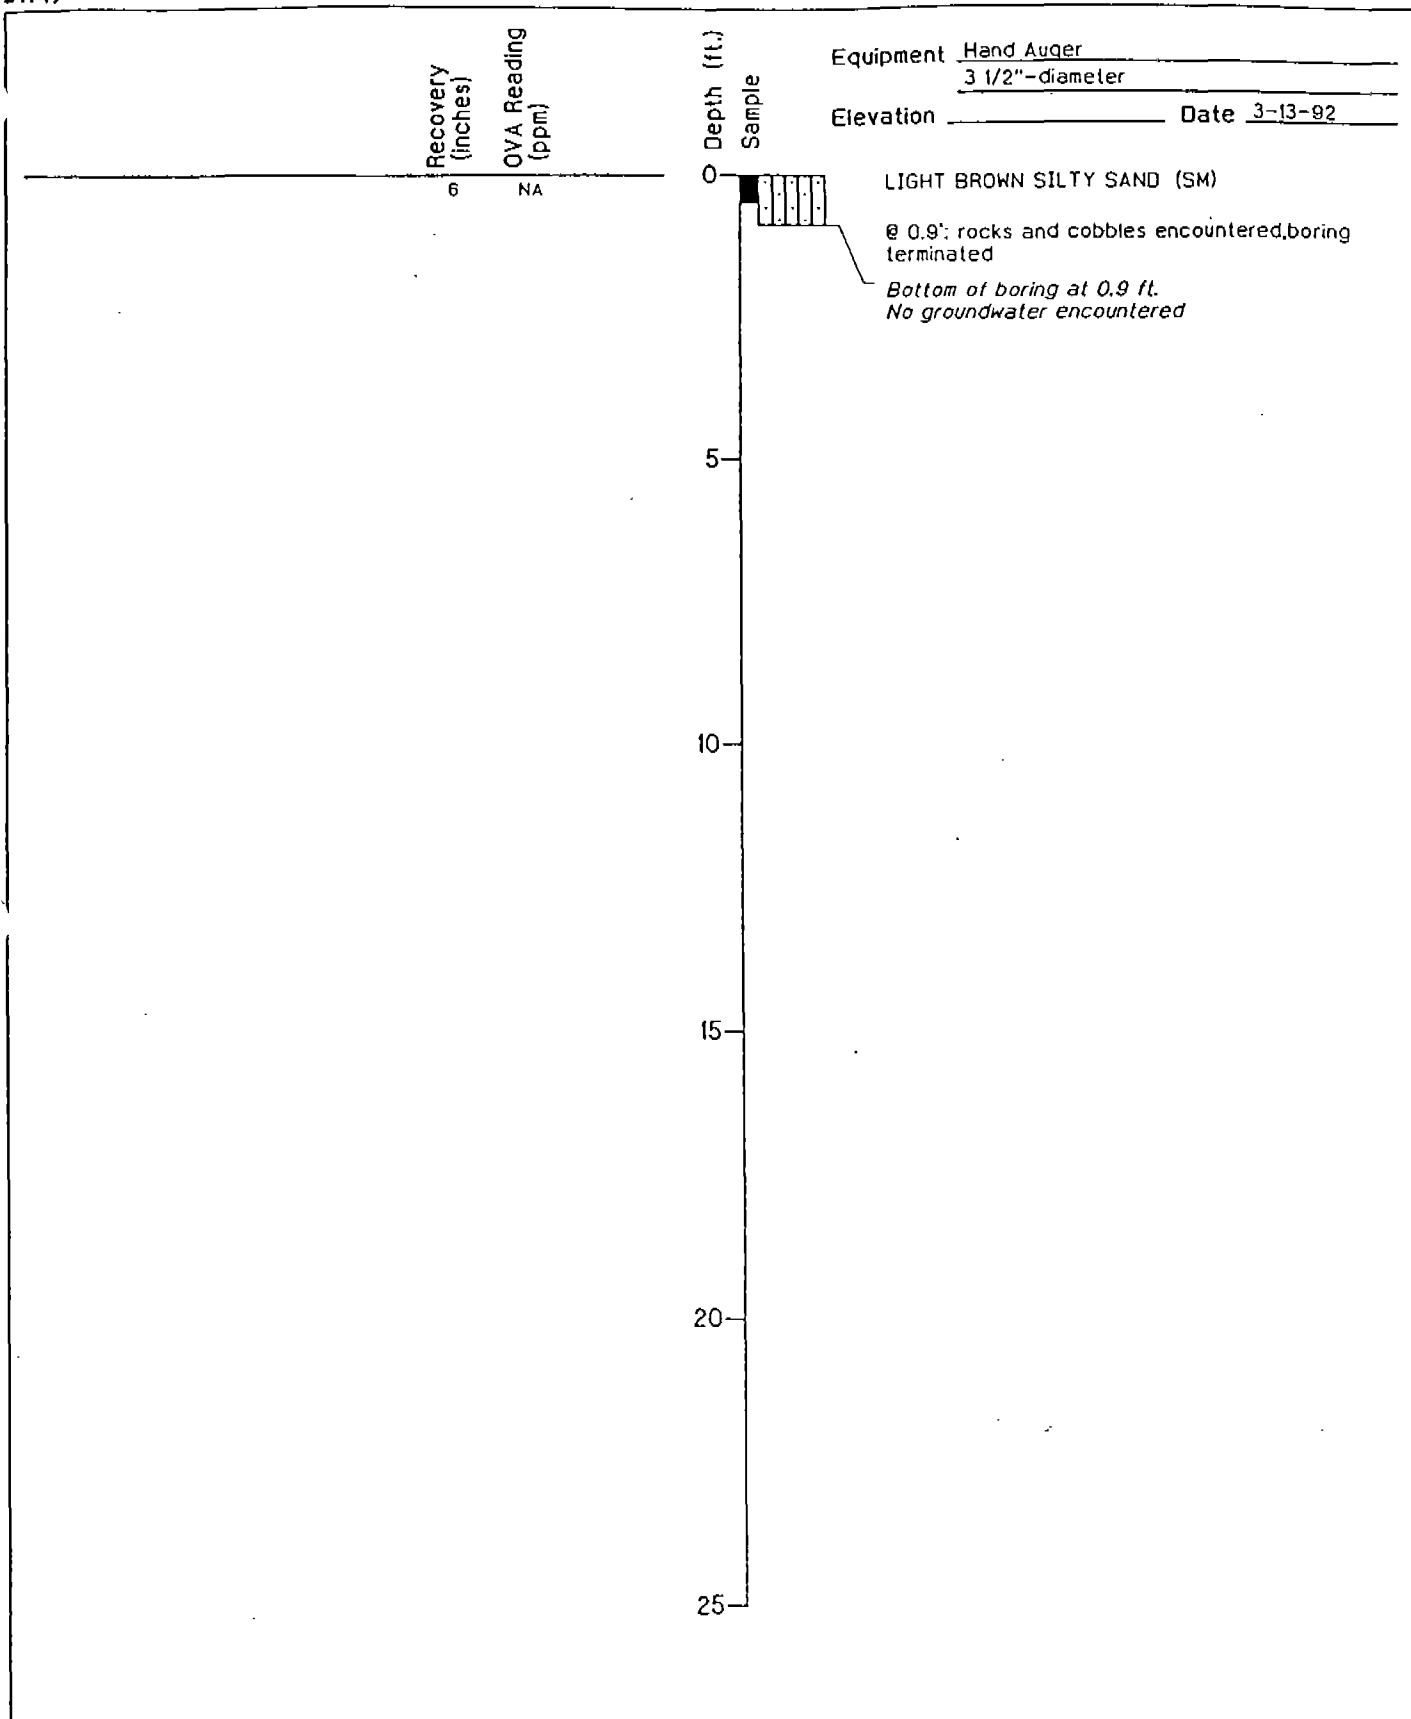 Recovery
(inches)
OVA Reading
(ppm)
Depth (ft.)
Sample
Equipment Hand Auger
3 1/2"-diameter
Elevation Date 3-13-92
6 NA
0
LIGHT BROWN SILTY SAND (SM)
@ 0.9': rocks and cobbles encountered,boring
terminated
Bottom of boring at 0.9 ft.
No groundwater encountered
5
10
15
20
25